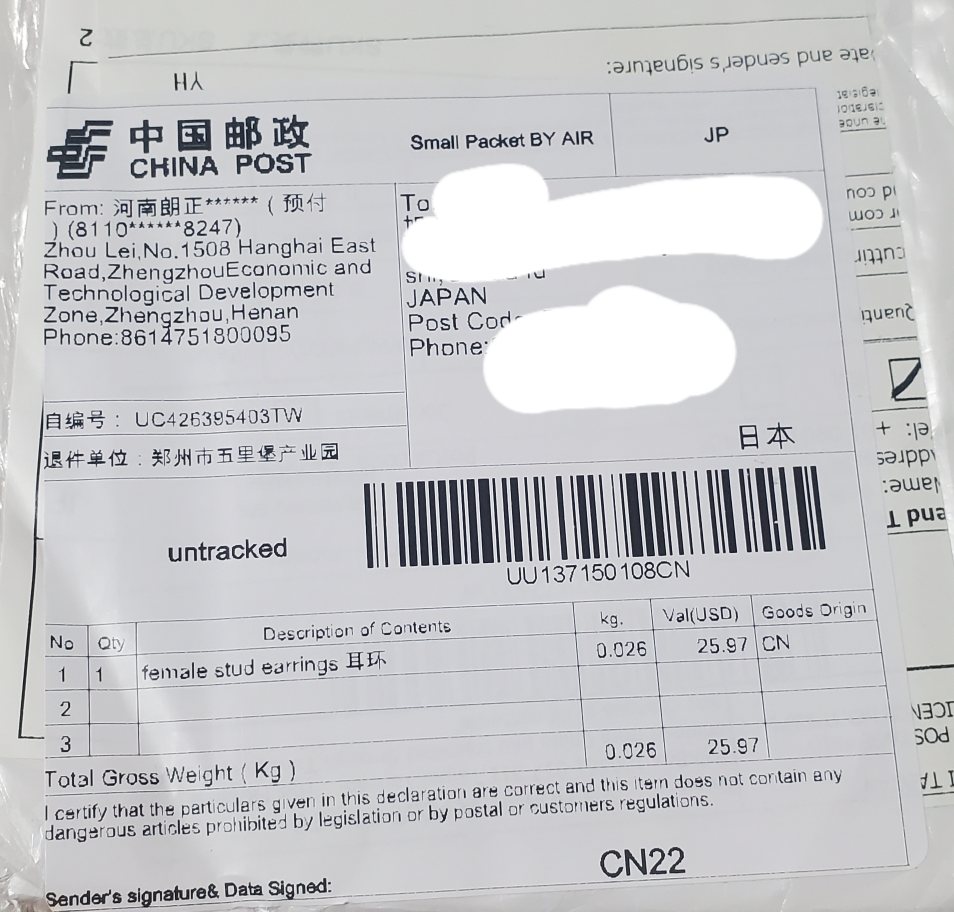 2
YH
ate and sender's signature:
中国邮政
CHINA POST
Small Packet BY AIR
JP
From: 河南朗正****** ( 预付
) (8110******8247)
Zhou Lei,No.1508 Hanghai East
Road,ZhengzhouEconomic and
Technological Development
Zone,Zhengzhou,Henan
Phone:8614751800095
To
JAPAN
Post Code
Phone:
自编号: UC426395403TW
退件单位: 郑州市五里堡产业园
日本
untracked
UU137150108CN
No Qty Description of Contents kg. Val(USD) Goods Origin
1 1 female stud earrings 耳环 0.026 25.97 CN
2
3 0.026 25.97
Total Gross Weight ( Kg )
I certify that the particulars given in this declaration are correct and this item does not contain any
dangerous articles prohibited by legislation or by postal or customers regulations.
CN22
Sender's signature& Data Signed: